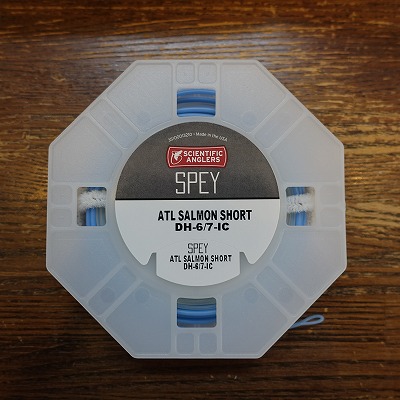 Made in the USA
SCIENTIFIC
ANGLERS
SPEY
ATL SALMON SHORT
DH-6/7-IC
SPEY
ATL SALMON SHORT
DH-6/7-IC